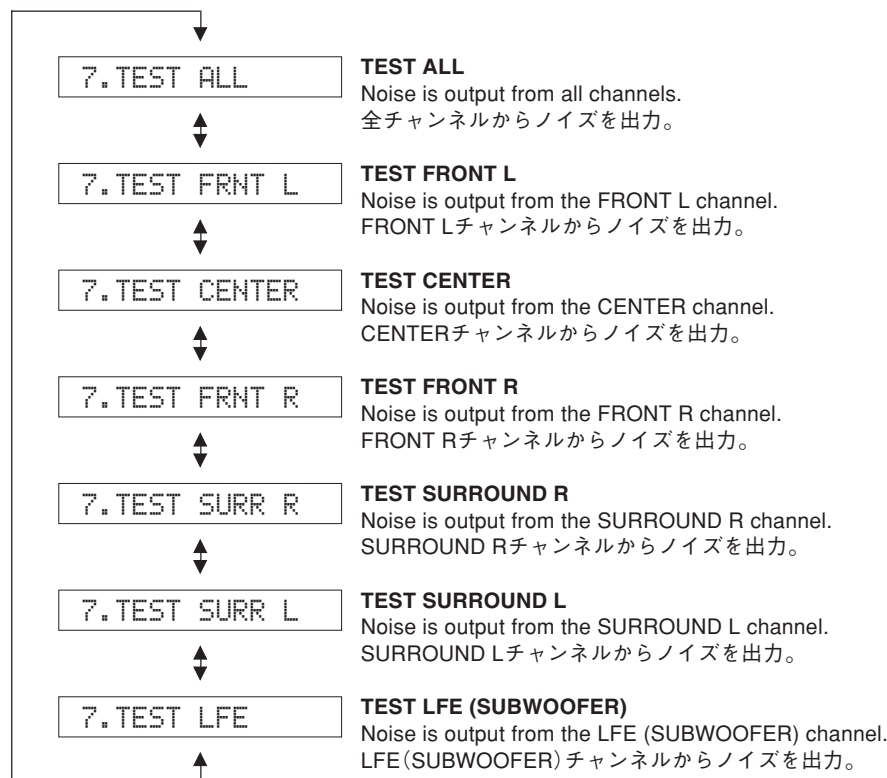 7.TEST ALL
TEST ALL
Noise is output from all channels.
全チャンネルからノイズを出力。
7.TEST FRNT L
TEST FRONT L
Noise is output from the FRONT L channel.
FRONT Lチャンネルからノイズを出力。
7.TEST CENTER
TEST CENTER
Noise is output from the CENTER channel.
CENTERチャンネルからノイズを出力。
7.TEST FRNT R
TEST FRONT R
Noise is output from the FRONT R channel.
FRONT Rチャンネルからノイズを出力。
7.TEST SURR R
TEST SURROUND R
Noise is output from the SURROUND R channel.
SURROUND Rチャンネルからノイズを出力。
7.TEST SURR L
TEST SURROUND L
Noise is output from the SURROUND L channel.
SURROUND Lチャンネルからノイズを出力。
7.TEST LFE
TEST LFE (SUBWOOFER)
Noise is output from the LFE (SUBWOOFER) channel.
LFE（SUBWOOFER）チャンネルからノイズを出力。